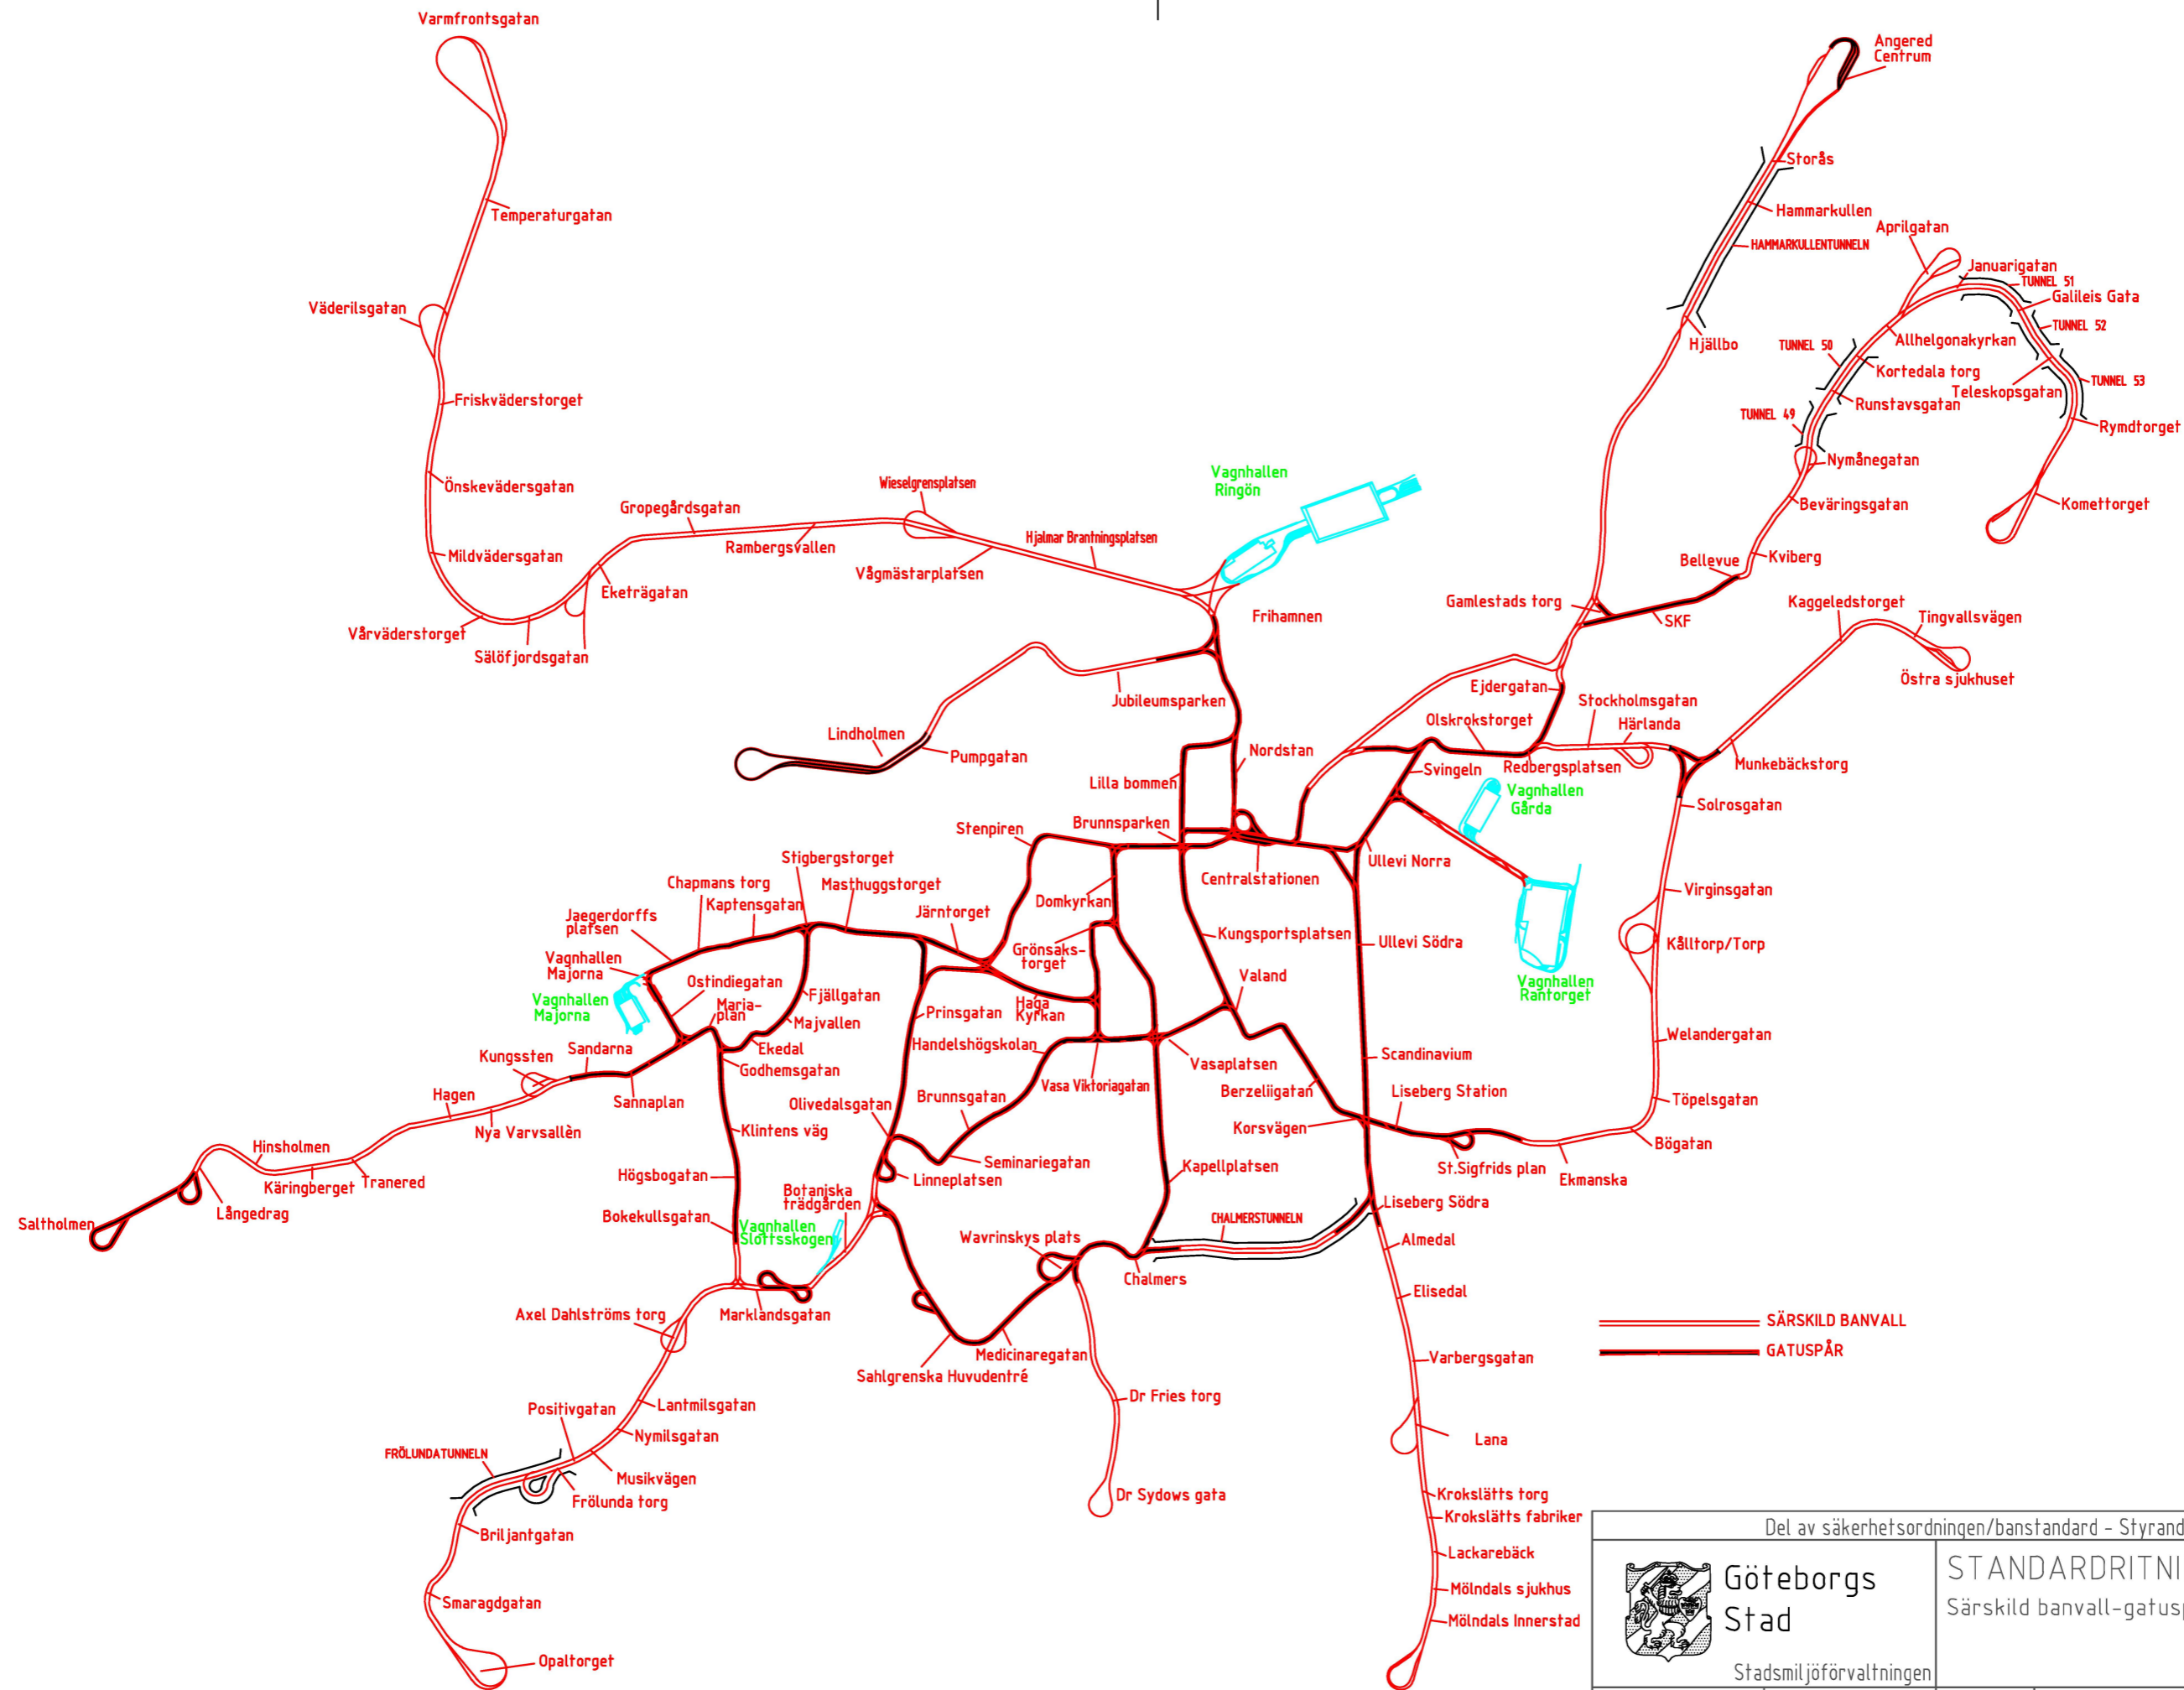 Varmfrontsgatan
Temperaturgatan
Väderilsgatan
Friskväderstorget
Önskevädersgatan
Mildvädersgatan
Vårväderstorget
Sälöfjordsgatan
Eketrägatan
Gropegårdsgatan
Rambergsvallen
Wieselgrensplatsen
Vågmästarplatsen
Hjalmar Brantningsplatsen
Vagnhallen
Ringön
Frihamnen
Jubileumsparken
Lindholmen
Pumpgatan
Angered
Centrum
Storås
Hammarkullen
HAMMARKULLENTUNNELN
Hjällbo
Aprilgatan
Januarigatan
TUNNEL 51
Galileis Gata
TUNNEL 52
Allhelgonakyrkan
TUNNEL 50
Kortedala torg
Teleskopsgatan
TUNNEL 53
Runstavsgatan
TUNNEL 49
Rymdtorget
Nymånegatan
Beväringsgatan
Komettorget
Kviberg
Bellevue
Gamlestads torg
SKF
Kaggeledstorget
Tingvallsvägen
Östra sjukhuset
Ejdergatan
Stockholmsgatan
Härlanda
Olskrokstorget
Redbergsplatsen
Munkebäckstorg
Svingeln
Vagnhallen
Gårda
Solrosgatan
Nordstan
Lilla bommen
Brunnsparken
Stenpiren
Centralstationen
Ullevi Norra
Domkyrkan
Virginsgatan
Kålltorp/Torp
Vagnhallen
Rantorget
Kungsportsplatsen
Ullevi Södra
Grönsaks-
torget
Valand
Stigbergstorget
Masthuggstorget
Chapmans torg
Kaptensgatan
Järntorget
Jaegerdorffs
platsen
Vagnhallen
Majorna
Vagnhallen
Majorna
Ostindiegatan
Maria-
plan
Fjällgatan
Majvallen
Ekedal
Godhemsgatan
Prinsgatan
Haga
Kyrkan
Handelshögskolan
Vasa Viktoriagatan
Vasaplatsen
Scandinavium
Welandergatan
Kungssten
Sandarna
Sannaplan
Hagen
Nya Varvsallèn
Hinsholmen
Käringberget
Tranered
Långedrag
Saltholmen
Olivedalsgatan
Brunnsgatan
Berzeliigatan
Liseberg Station
Töpelsgatan
Korsvägen
Bögatan
Klintens väg
Seminariegatan
Linneplatsen
Kapellplatsen
St.Sigfrids plan
Ekmanska
Högsbogatan
Botaniska
trädgården
Bokekullsgatan
Vagnhallen
Slottsskogen
Liseberg Södra
CHALMERSTUNNELN
Wavrinskys plats
Almedal
Chalmers
Elisedal
Axel Dahlströms torg
Marklandsgatan
Medicinaregatan
Sahlgrenska Huvudentré
Varbergsgatan
SÄRSKILD BANVALL
GATUSPÅR
Dr Fries torg
Lana
Lantmilsgatan
Positivgatan
Nymilsgatan
FRÖLUNDATUNNELN
Musikvägen
Frölunda torg
Dr Sydows gata
Krokslätts torg
Krokslätts fabriker
Briljantgatan
Lackarebäck
Mölndals sjukhus
Smaragdgatan
Mölndals Innerstad
Opaltorget
Del av säkerhetsordningen/banstandard - Styrand
Göteborgs
Stad
Stadsmiljöförvaltningen
STANDARDRITNI
Särskild banvall-gatusp